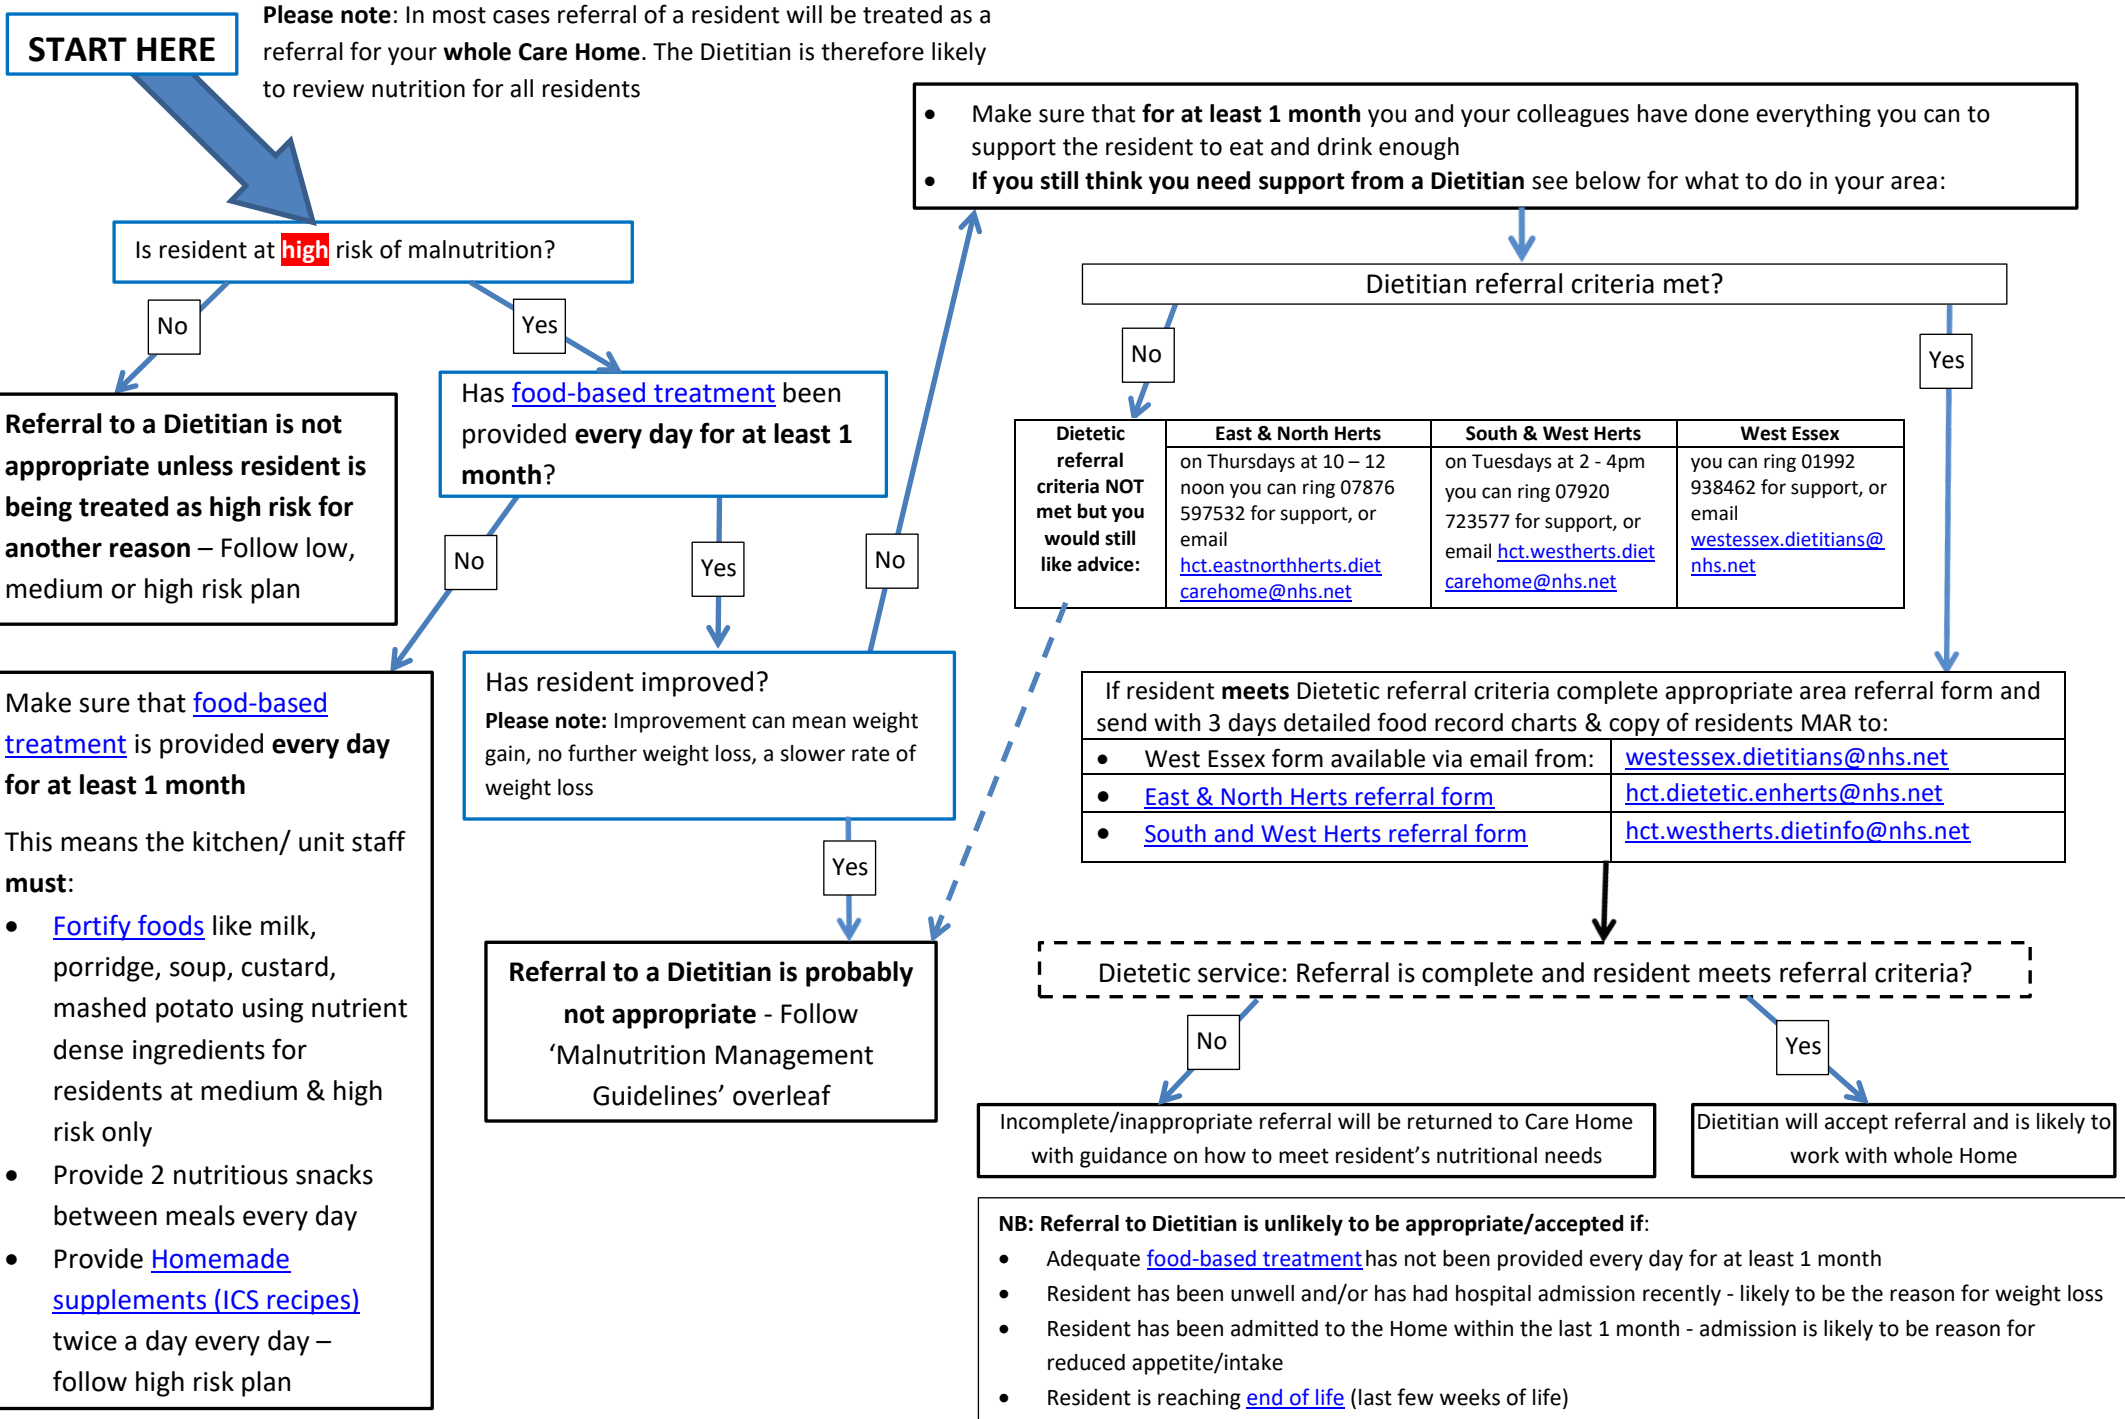 START HERE
Please note: In most cases referral of a resident will be treated as a
referral for your whole Care Home. The Dietitian is therefore likely
to review nutrition for all residents
• Make sure that for at least 1 month you and your colleagues have done everything you can to
support the resident to eat and drink enough
• If you still think you need support from a Dietitian see below for what to do in your area:
Is resident at high risk of malnutrition?
No
Yes
Referral to a Dietitian is not
appropriate unless resident is
being treated as high risk for
another reason – Follow low,
medium or high risk plan
Has food-based treatment been
provided every day for at least 1
month?
No
Yes
No
Make sure that food-based
treatment is provided every day
for at least 1 month
This means the kitchen/ unit staff
must:
• Fortify foods like milk,
porridge, soup, custard,
mashed potato using nutrient
dense ingredients for
residents at medium & high
risk only
• Provide 2 nutritious snacks
between meals every day
• Provide Homemade
supplements (ICS recipes)
twice a day every day –
follow high risk plan
Has resident improved?
Please note: Improvement can mean weight
gain, no further weight loss, a slower rate of
weight loss
Yes
Referral to a Dietitian is probably
not appropriate - Follow
‘Malnutrition Management
Guidelines’ overleaf
Dietitian referral criteria met?
No
Yes
Dietetic
referral
criteria NOT
met but you
would still
like advice:
East & North Herts
on Thursdays at 10 – 12
noon you can ring 07876
597532 for support, or
email
hct.eastnorthherts.diet
carehome@nhs.net
South & West Herts
on Tuesdays at 2 - 4pm
you can ring 07920
723577 for support, or
email hct.westherts.diet
carehome@nhs.net
West Essex
you can ring 01992
938462 for support, or
email
westessex.dietitians@
nhs.net
If resident meets Dietetic referral criteria complete appropriate area referral form and
send with 3 days detailed food record charts & copy of residents MAR to:
• West Essex form available via email from: westessex.dietitians@nhs.net
• East & North Herts referral form hct.dietetic.enherts@nhs.net
• South and West Herts referral form hct.westherts.dietinfo@nhs.net
Dietetic service: Referral is complete and resident meets referral criteria?
No
Yes
Incomplete/inappropriate referral will be returned to Care Home
with guidance on how to meet resident’s nutritional needs
Dietitian will accept referral and is likely to
work with whole Home
NB: Referral to Dietitian is unlikely to be appropriate/accepted if:
• Adequate food-based treatment has not been provided every day for at least 1 month
• Resident has been unwell and/or has had hospital admission recently - likely to be the reason for weight loss
• Resident has been admitted to the Home within the last 1 month - admission is likely to be reason for
reduced appetite/intake
• Resident is reaching end of life (last few weeks of life)